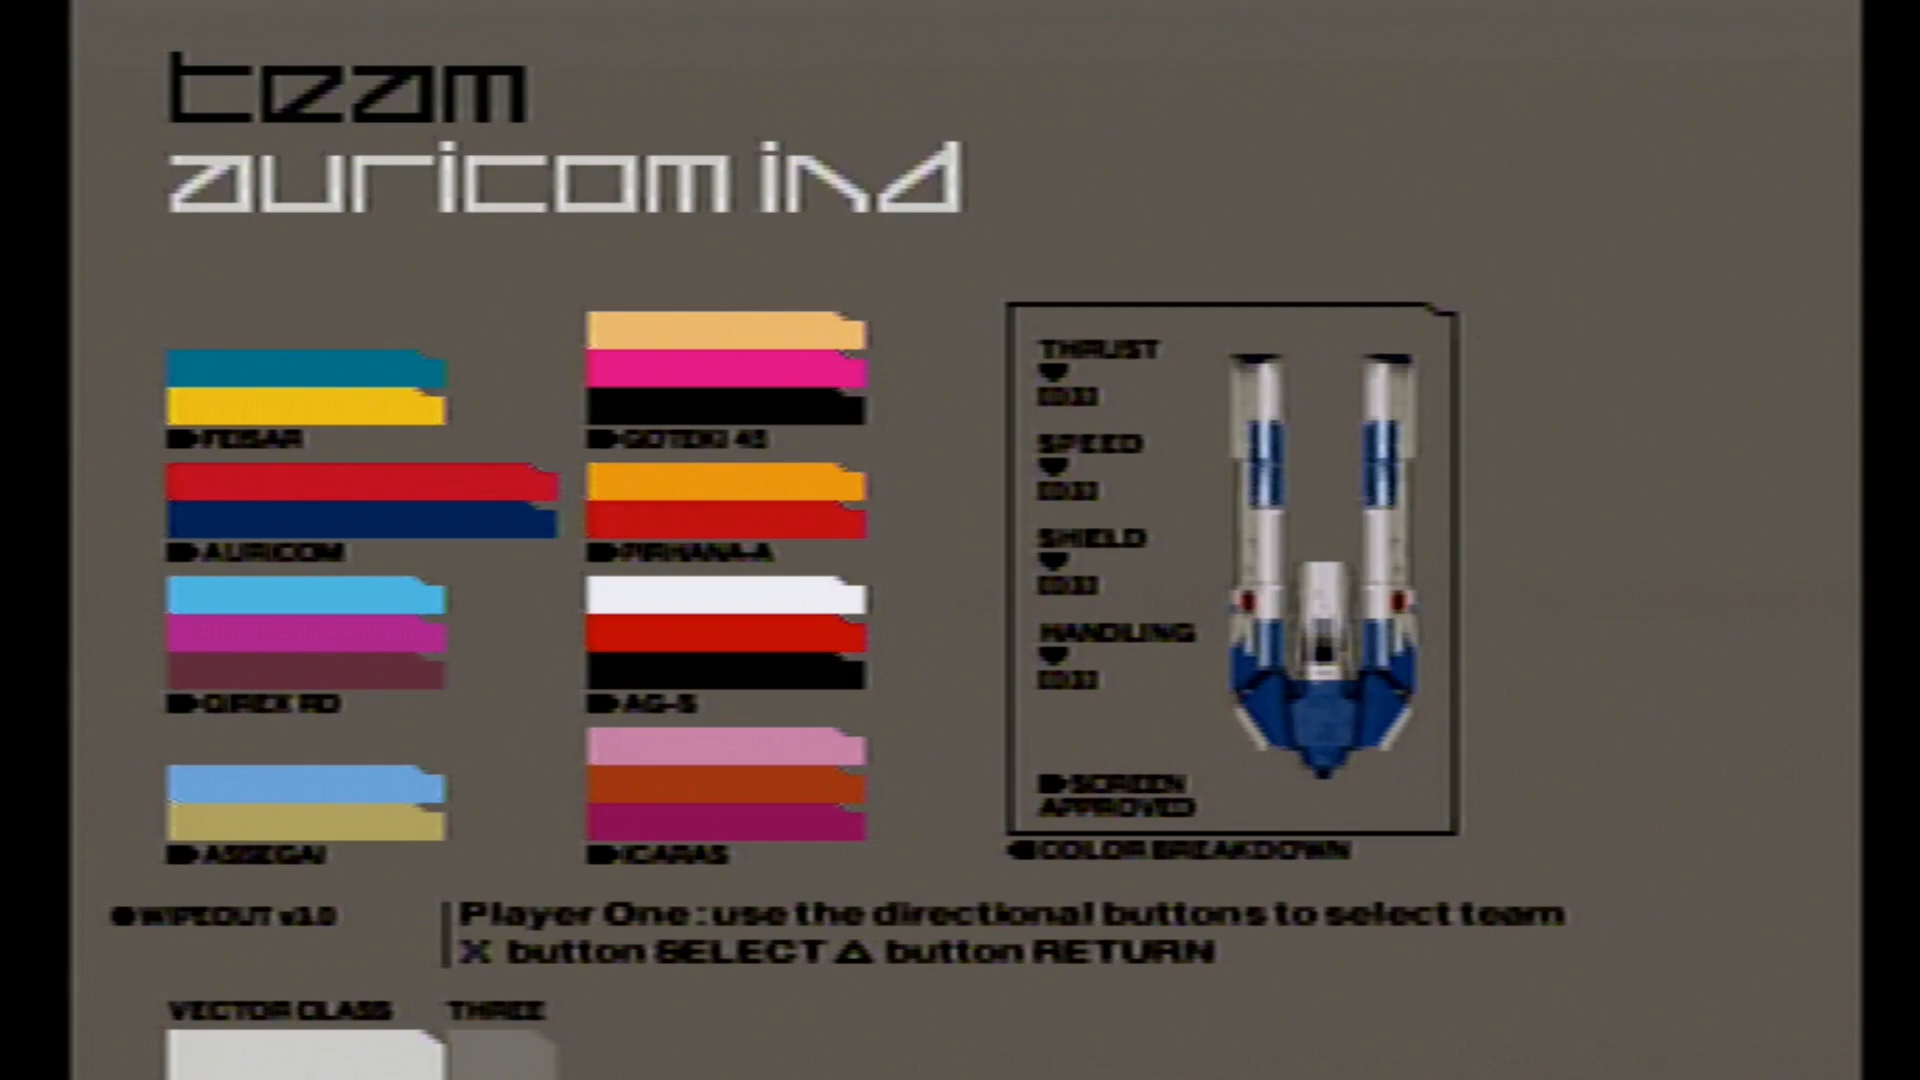 team
auricom ind
FEISAR
GOTEKI 45
AURICOM
PIRHANA-A
QIREX RD
AG-S
ASSEGAI
ICARAS
THRUST
SPEED
SHIELD
HANDLING
SCREEN
APPROVED
COLOR BREAKDOWN
WIPEOUT v3.0
Player One : use the directional buttons to select team
X button SELECT △ button RETURN
VECTOR CLASS THREE